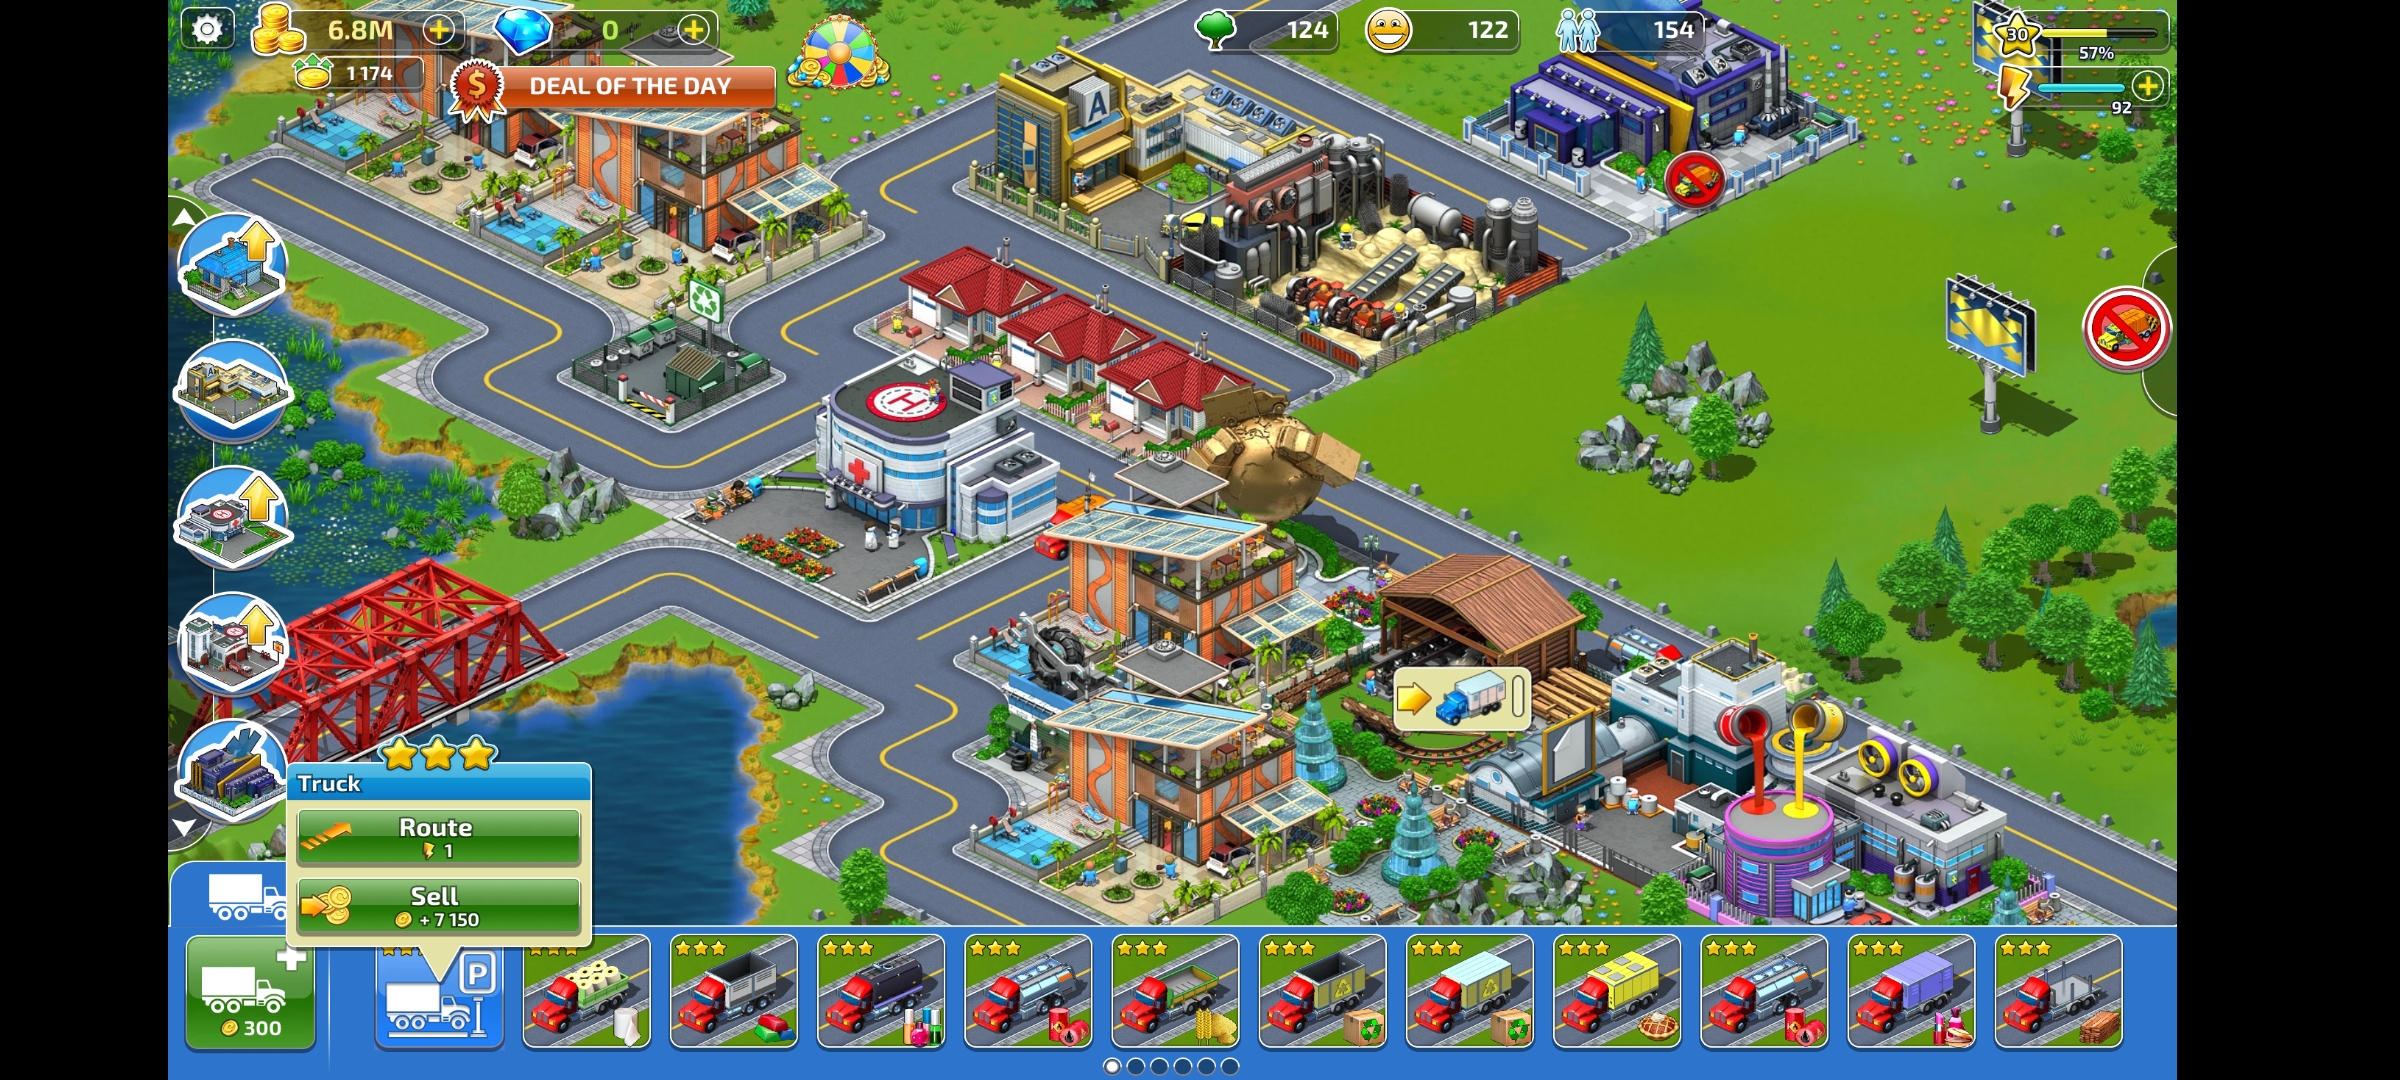 6.8M
0
124
122
154
30
57%
1 174
DEAL OF THE DAY
92
A
H
Truck
Route
1
Sell
+ 7 150
P
300